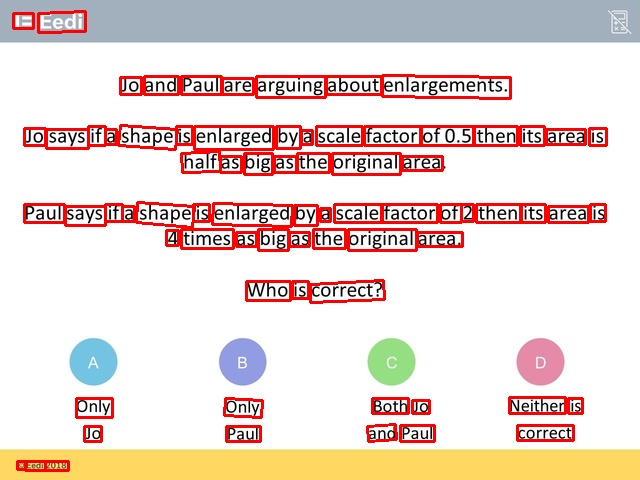 Eedi
Jo and Paul are arguing about enlargements.
Jo says if a shape is enlarged by a scale factor of 0.5 then its area is
half as big as the original area.
Paul says if a shape is enlarged by a scale factor of 2 then its area is
4 times as big as the original area.
Who is correct?
A B C D
Only Only Both Jo Neither is
Jo Paul and Paul correct
© Eedi 2018